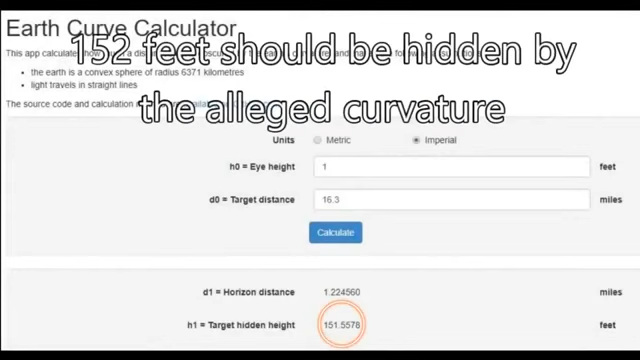 Earth Curve Calculator
152 feet should be hidden by
the alleged curvature
This app calculates
the earth is a convex sphere of radius 6371 kilometres
light travels in straight lines
The source code and calculation
Units Metric Imperial
h0 = Eye height 1 feet
d0 = Target distance 16.3 miles
Calculate
d1 = Horizon distance 1.224560 miles
h1 = Target hidden height 151.5578 feet